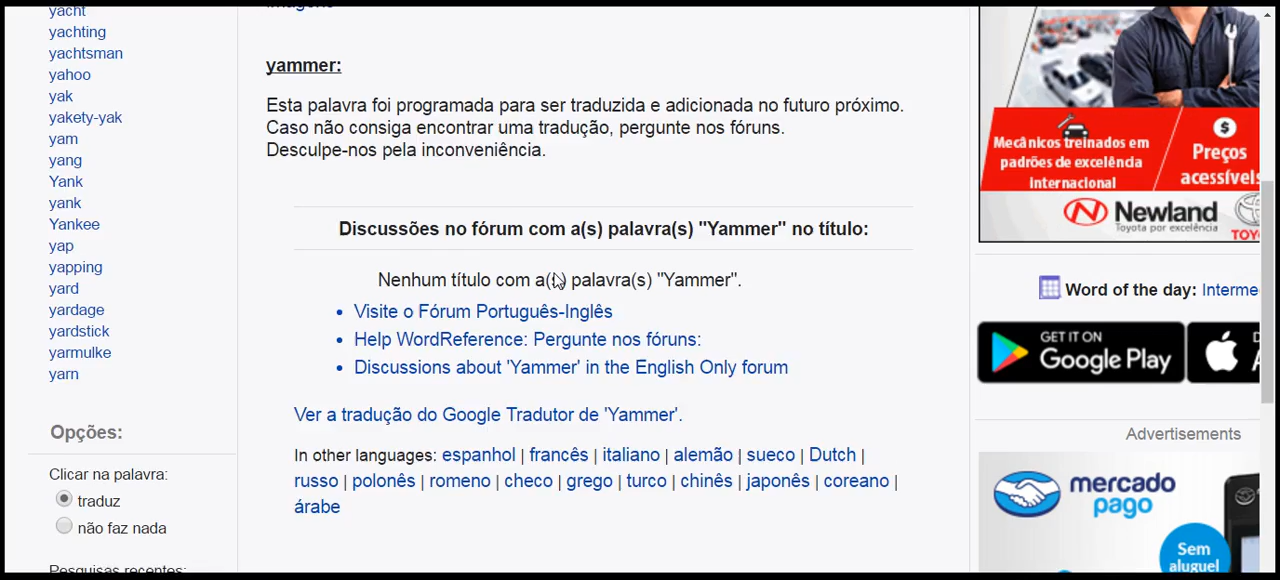 yacht
yachting
yachtsman
yahoo
yak
yakety-yak
yam
yang
Yank
yank
Yankee
yap
yapping
yard
yardage
yardstick
yarmulke
yarn
Opções:
Clicar na palavra:
traduz
não faz nada
Pesquisas recentes:
yammer:
Esta palavra foi programada para ser traduzida e adicionada no futuro próximo.
Caso não consiga encontrar uma tradução, pergunte nos fóruns.
Desculpe-nos pela inconveniência.
Discussões no fórum com a(s) palavra(s) "Yammer" no título:
Nenhum título com a(s) palavra(s) "Yammer".
• Visite o Fórum Português-Inglês
• Help WordReference: Pergunte nos fóruns:
• Discussions about 'Yammer' in the English Only forum
Ver a tradução do Google Tradutor de 'Yammer'.
In other languages: espanhol | francês | italiano | alemão | sueco | Dutch |
russo | polonês | romeno | checo | grego | turco | chinês | japonês | coreano |
árabe
Mecânicos treinados em
padrões de excelência
internacional
$
Preços
acessíveis
Newland
Toyota por excelência
Word of the day: Interme
GET IT ON
Google Play
Advertisements
mercado
pago
Sem
aluguel